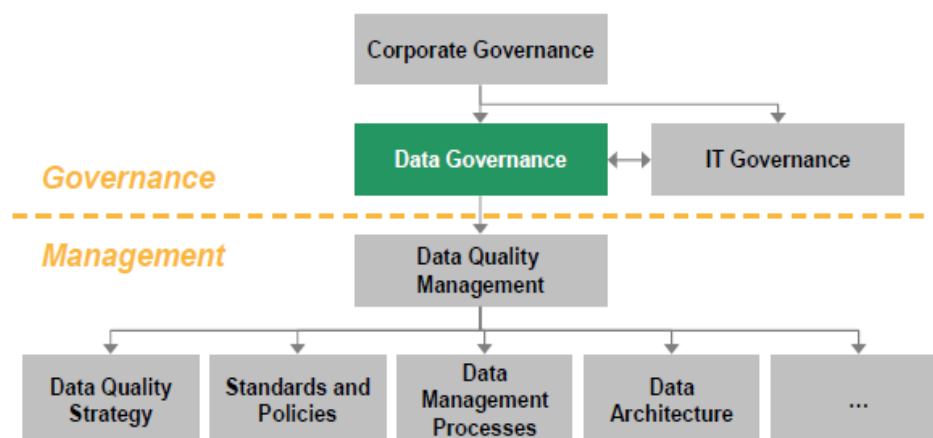 Corporate Governance
Data Governance
IT Governance
Governance
Management
Data Quality
Management
Data Quality
Strategy
Standards and
Policies
Data
Management
Processes
Data
Architecture
...